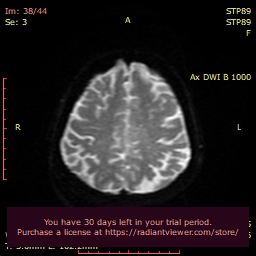 Im: 38/44
Se: 3
A
STP89
STP89
F
Ax DWI B 1000
R
L
You have 30 days left in your trial period.
Purchase a license at https://radiantviewer.com/store/